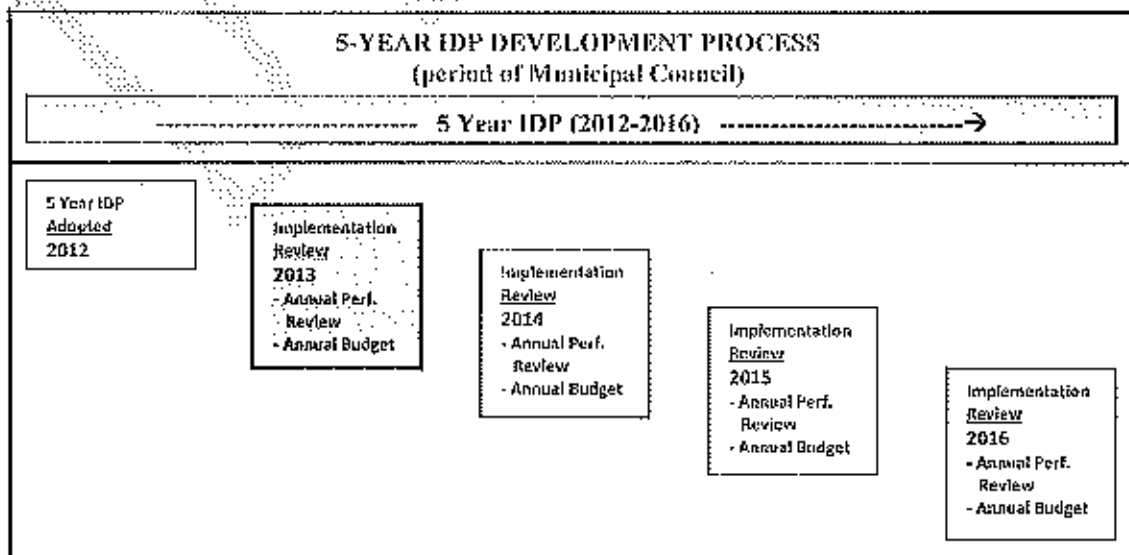 5-YEAR IDP DEVELOPMENT PROCESS
(period of Municipal Council)
------------------------ 5 Year IDP (2012-2016) ------------------------→
5 Year IDP
Adopted
2012
Implementation
Review
2013
- Annual Perf.
Review
- Annual Budget
Implementation
Review
2014
- Annual Perf.
Review
- Annual Budget
Implementation
Review
2015
- Annual Perf.
Review
- Annual Budget
Implementation
Review
2016
- Annual Perf.
Review
- Annual Budget